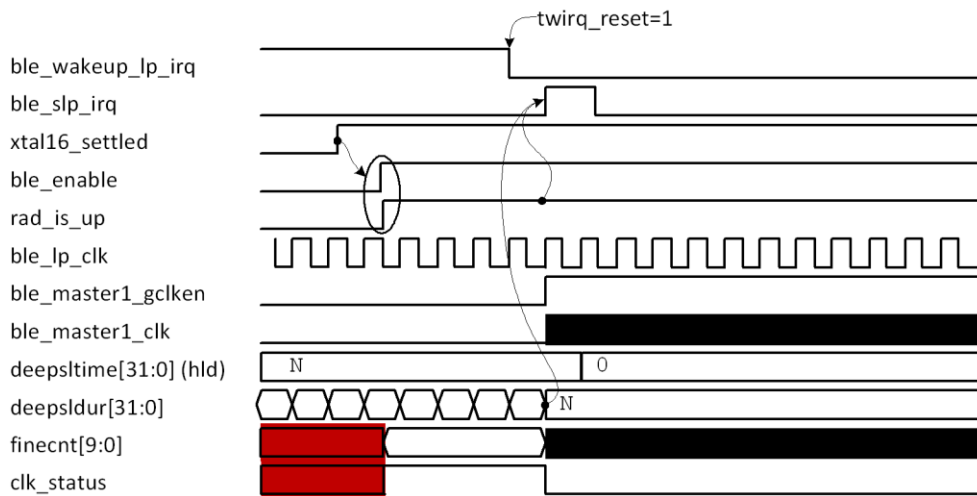 twirq_reset=1
ble_wakeup_lp_irq
ble_slp_irq
xtal16_settled
ble_enable
rad_is_up
ble_lp_clk
ble_master1_gclken
ble_master1_clk
deepsltime[31:0] (hld) N 0
deepsldur[31:0] N
finecnt[9:0]
clk_status